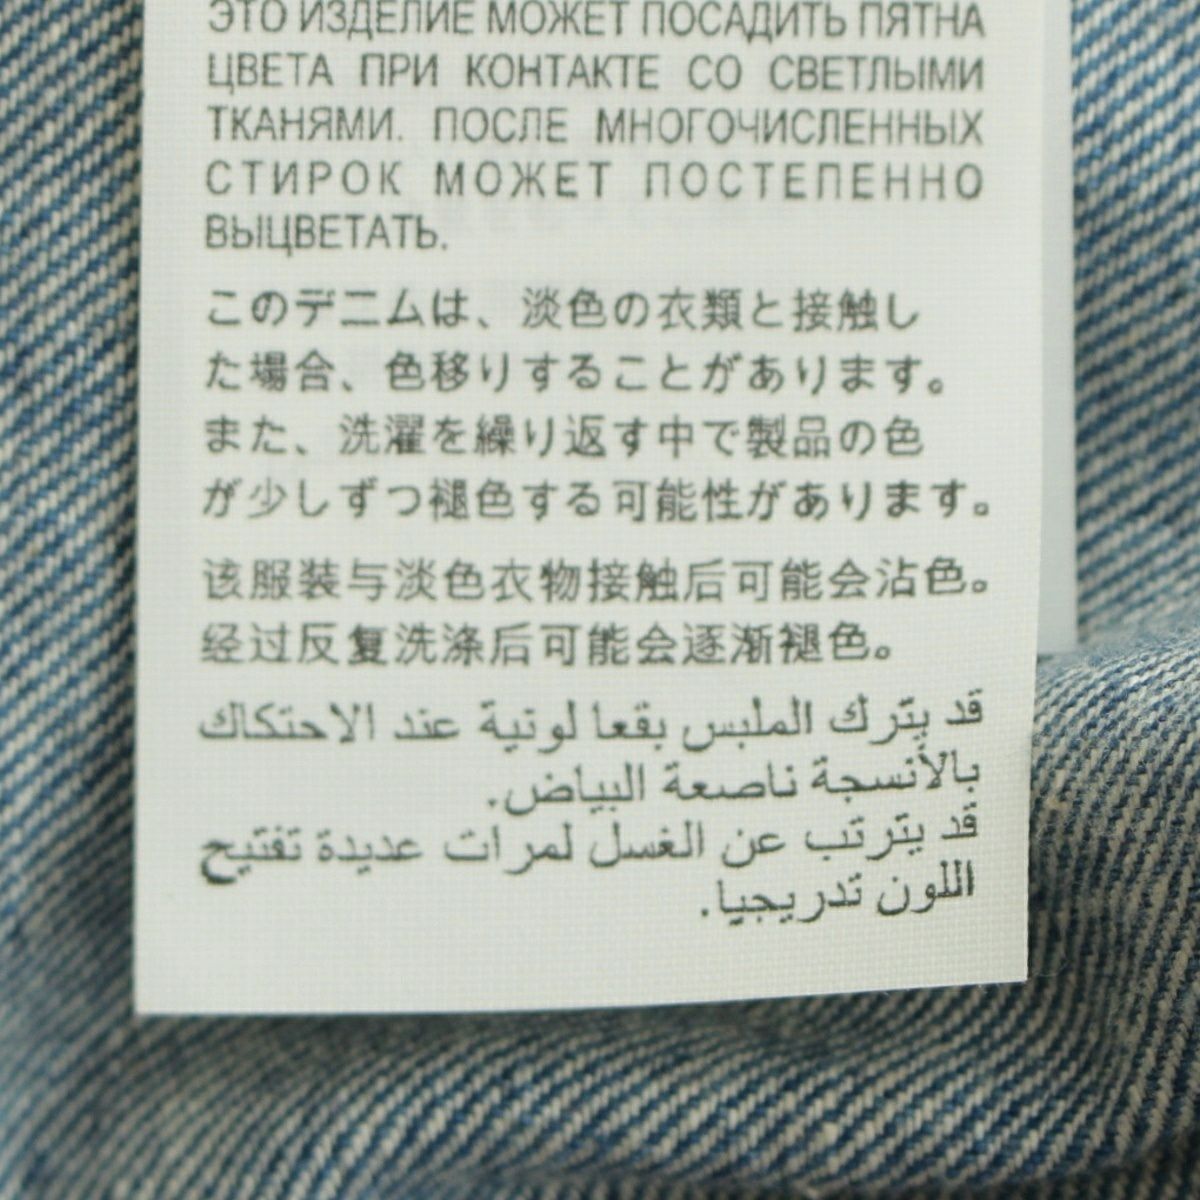 ЭТО ИЗДЕЛИЕ МОЖЕТ ПОСАДИТЬ ПЯТНА
ЦВЕТА ПРИ КОНТАКТЕ СО СВЕТЛЫМИ
ТКАНЯМИ. ПОСЛЕ МНОГОЧИСЛЕННЫХ
СТИРОК МОЖЕТ ПОСТЕПЕННО
ВЫЦВЕТАТЬ.
このデニムは、淡色の衣類と接触し
た場合、色移りすることがあります。
また、洗濯を繰り返す中で製品の色
が少しずつ褪色する可能性があります。
该服装与淡色衣物接触后可能会沾色。
经过反复洗涤后可能会逐渐褪色。
قد يترك الملبس بقعا لونية عند الاحتكاك
بالأنسجة ناصعة البياض.
قد يترتب عن الغسل لمرات عديدة تفتيح
اللون تدريجيا.